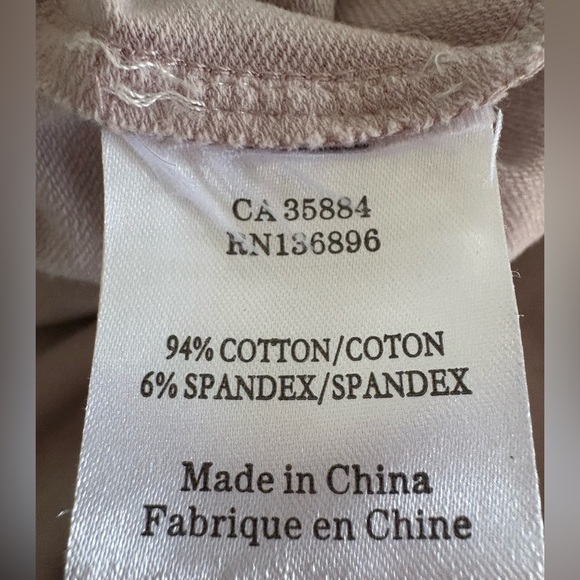 CA 35884
RN136896
94% COTTON/COTON
6% SPANDEX/SPANDEX
Made in China
Fabrique en Chine